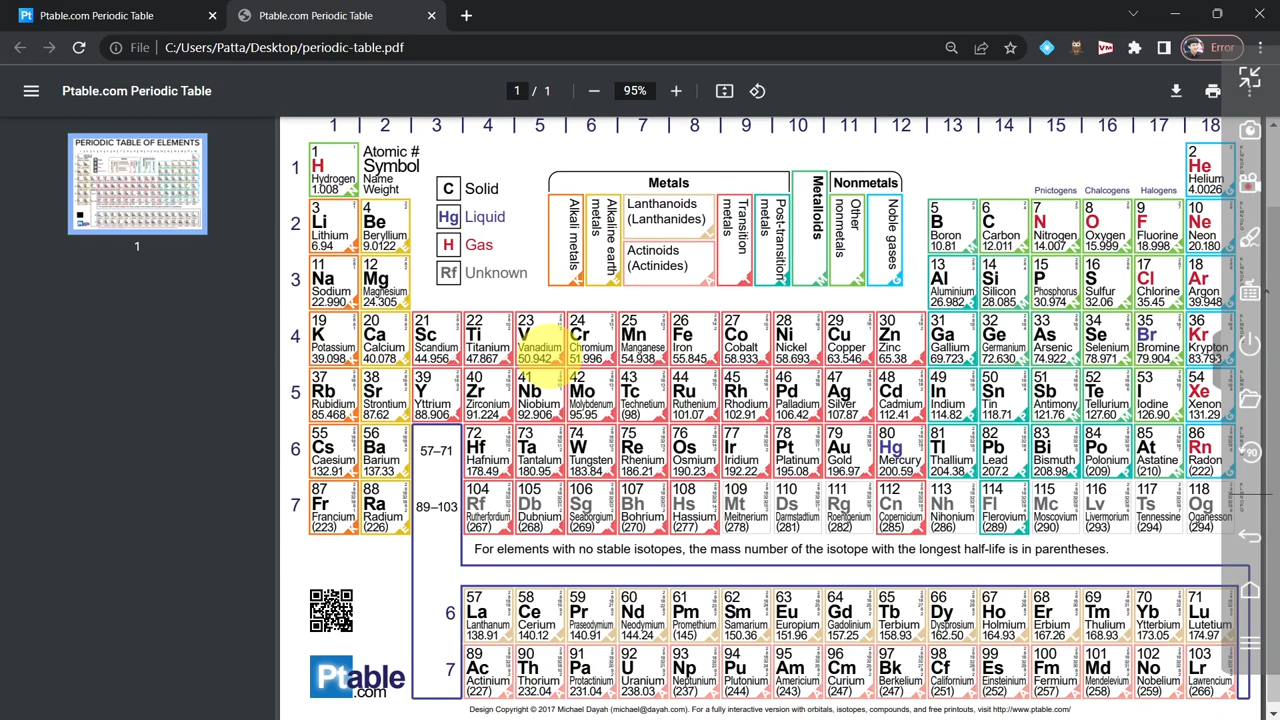 Ptable.com Periodic Table
Ptable.com Periodic Table
File C:/Users/Patta/Desktop/periodic-table.pdf
VM
Error
Ptable.com Periodic Table
1 / 1
95%
PERIODIC TABLE OF ELEMENTS
1
1 2 3 4 5 6 7 8 9 10 11 12 13 14 15 16 17 18
1
1 H Hydrogen 1.008
Atomic #
Symbol
Name
Weight
C Solid
Hg Liquid
H Gas
Rf Unknown
Metals
Metalloids
Nonmetals
Alkali metals
Alkaline earth metals
Lanthanoids (Lanthanides)
Actinoids (Actinides)
Transition metals
Post-transition metals
Other nonmetals
Noble gases
Pnictogens Chalcogens Halogens
2 He Helium 4.0026
2
3 Li Lithium 6.94
4 Be Beryllium 9.0122
5 B Boron 10.81
6 C Carbon 12.011
7 N Nitrogen 14.007
8 O Oxygen 15.999
9 F Fluorine 18.998
10 Ne Neon 20.180
3
11 Na Sodium 22.990
12 Mg Magnesium 24.305
13 Al Aluminium 26.982
14 Si Silicon 28.085
15 P Phosphorus 30.974
16 S Sulfur 32.06
17 Cl Chlorine 35.45
18 Ar Argon 39.948
4
19 K Potassium 39.098
20 Ca Calcium 40.078
21 Sc Scandium 44.956
22 Ti Titanium 47.867
23 V Vanadium 50.942
24 Cr Chromium 51.996
25 Mn Manganese 54.938
26 Fe Iron 55.845
27 Co Cobalt 58.933
28 Ni Nickel 58.693
29 Cu Copper 63.546
30 Zn Zinc 65.38
31 Ga Gallium 69.723
32 Ge Germanium 72.630
33 As Arsenic 74.922
34 Se Selenium 78.971
35 Br Bromine 79.904
36 Kr Krypton 83.793
5
37 Rb Rubidium 85.468
38 Sr Strontium 87.62
39 Y Yttrium 88.906
40 Zr Zirconium 91.224
41 Nb Niobium 92.906
42 Mo Molybdenum 95.95
43 Tc Technetium (98)
44 Ru Ruthenium 101.07
45 Rh Rhodium 102.91
46 Pd Palladium 106.42
47 Ag Silver 107.87
48 Cd Cadmium 112.41
49 In Indium 114.82
50 Sn Tin 118.71
51 Sb Antimony 121.76
52 Te Tellurium 127.60
53 I Iodine 126.90
54 Xe Xenon 131.29
6
55 Cs Caesium 132.91
56 Ba Barium 137.33
57–71
72 Hf Hafnium 178.49
73 Ta Tantalum 180.95
74 W Tungsten 183.84
75 Re Rhenium 186.21
76 Os Osmium 190.23
77 Ir Iridium 192.22
78 Pt Platinum 195.08
79 Au Gold 196.97
80 Hg Mercury 200.59
81 Tl Thallium 204.38
82 Pb Lead 207.2
83 Bi Bismuth 208.98
84 Po Polonium (209)
85 At Astatine (210)
86 Rn Radon (222)
90
7
87 Fr Francium (223)
88 Ra Radium (226)
89–103
104 Rf Rutherfordium (267)
105 Db Dubnium (268)
106 Sg Seaborgium (269)
107 Bh Bohrium (270)
108 Hs Hassium (277)
109 Mt Meitnerium (278)
110 Ds Darmstadtium (281)
111 Rg Roentgenium (282)
112 Cn Copernicium (285)
113 Nh Nihonium (286)
114 Fl Flerovium (289)
115 Mc Moscovium (290)
116 Lv Livermorium (293)
117 Ts Tennessine (294)
118 Og Oganesson (294)
For elements with no stable isotopes, the mass number of the isotope with the longest half-life is in parentheses.
6
57 La Lanthanum 138.91
58 Ce Cerium 140.12
59 Pr Praseodymium 140.91
60 Nd Neodymium 144.24
61 Pm Promethium (145)
62 Sm Samarium 150.36
63 Eu Europium 151.96
64 Gd Gadolinium 157.25
65 Tb Terbium 158.93
66 Dy Dysprosium 162.50
67 Ho Holmium 164.93
68 Er Erbium 167.26
69 Tm Thulium 168.93
70 Yb Ytterbium 173.05
71 Lu Lutetium 174.97
7
89 Ac Actinium (227)
90 Th Thorium 232.04
91 Pa Protactinium 231.04
92 U Uranium 238.03
93 Np Neptunium (237)
94 Pu Plutonium (244)
95 Am Americium (243)
96 Cm Curium (247)
97 Bk Berkelium (247)
98 Cf Californium (251)
99 Es Einsteinium (252)
100 Fm Fermium (257)
101 Md Mendelevium (258)
102 No Nobelium (259)
103 Lr Lawrencium (266)
Ptable
.com
Design Copyright © 2017 Michael Dayah (michael@dayah.com). For a fully interactive version with orbitals, isotopes, compounds, and free printouts, visit http://www.ptable.com/